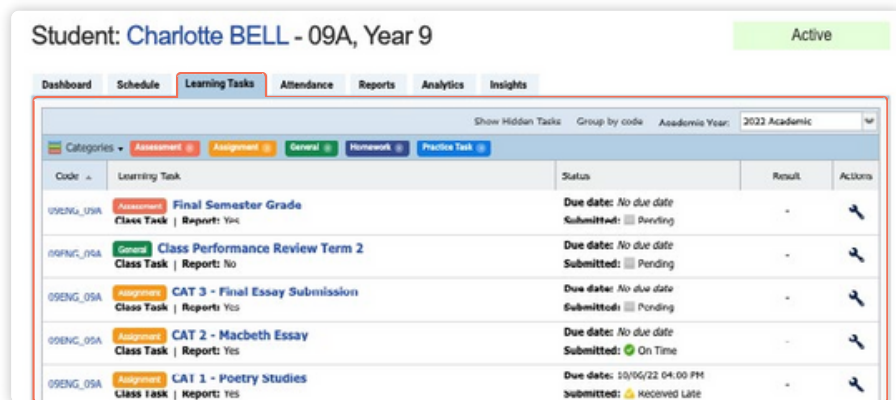 Student: Charlotte BELL - 09A, Year 9
Active
Dashboard Schedule Learning Tasks Attendance Reports Analytics Insights
Show Hidden Tasks Group by code Academic Year: 2022 Academic
Categories Assessment Assignment General Homework Practice Task
Code Learning Task Status Result Actions
09ENG_09A Assessment Final Semester Grade Due date: No due date -
Class Task | Report: Yes Submitted: Pending
09ENG_09A General Class Performance Review Term 2 Due date: No due date -
Class Task | Report: No Submitted: Pending
09ENG_09A Assignment CAT 3 - Final Essay Submission Due date: No due date -
Class Task | Report: Yes Submitted: Pending
09ENG_09A Assignment CAT 2 - Macbeth Essay Due date: No due date -
Class Task | Report: Yes Submitted: On Time
09ENG_09A Assignment CAT 1 - Poetry Studies Due date: 10/06/22 04:00 PM -
Class Task | Report: Yes Submitted: Received Late